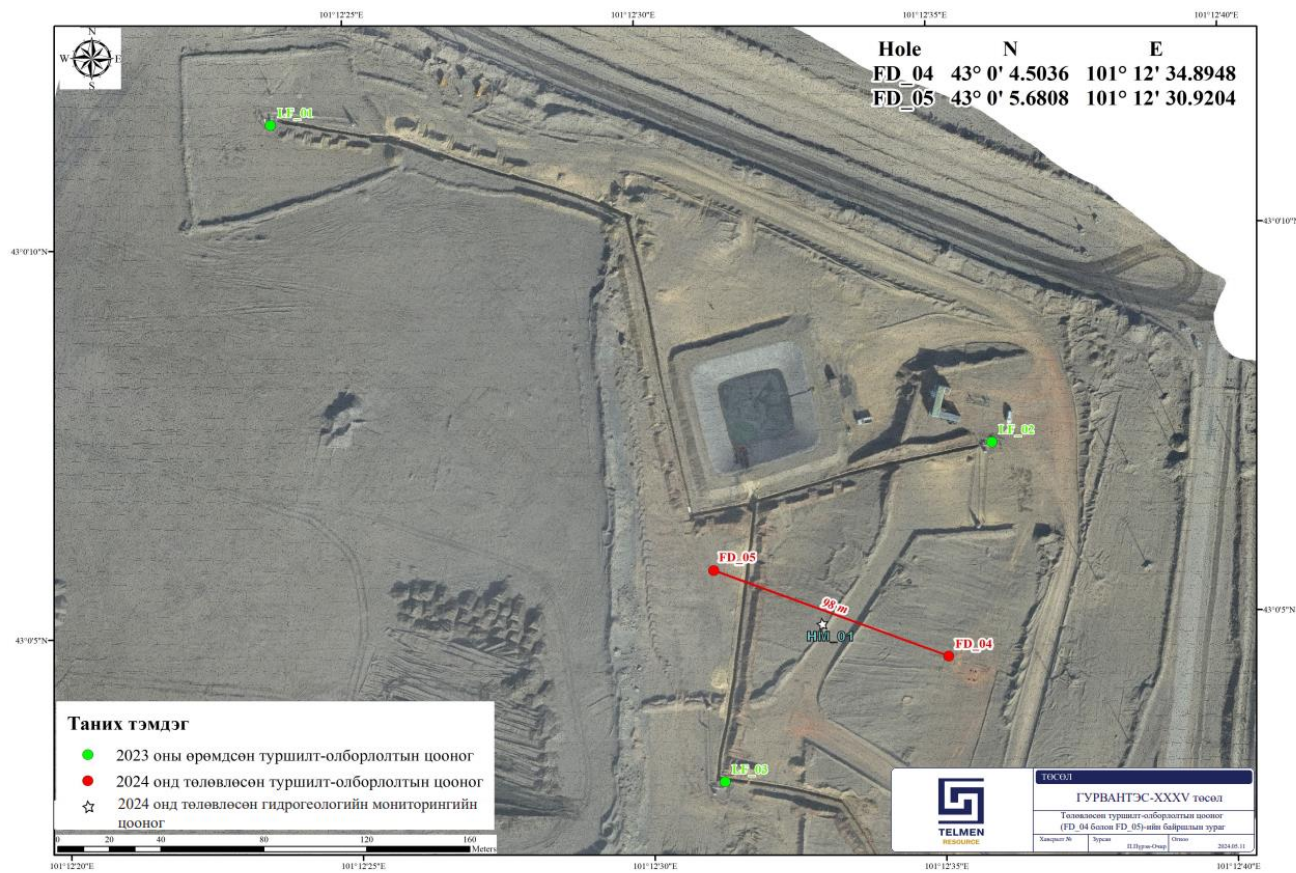 101°12'25"E 101°12'30"E 101°12'35"E 101°12'40"E
N
W E
S
Hole N E
FD_04 43° 0' 4.5036 101° 12' 34.8948
FD_05 43° 0' 5.6808 101° 12' 30.9204
LF_01
43°0'10"N
43°0'10"N
LF_02
FD_05
98 m
HM_01
FD_04
43°0'5"N
43°0'5"N
LF_03
Таних тэмдэг
2023 оны өрөмдсөн туршилт-олборлолтын цооног
2024 онд төлөвлөсөн туршилт-олборлолтын цооног
2024 онд төлөвлөсөн гидрогеологийн мониторингийн
цооног
0 20 40 80 120 160
Meters
TELMEN
RESOURCE
ТӨСӨЛ
ГУРВАНТЭС-XXXV төсөл
Төлөвлөсөн туршилт-олборлолтын цооног
(FD_04 болон FD_05)-ийн байршлын зураг
Хавсралт № Зурсан Огноо
2024.05.11
101°12'20"E 101°12'25"E 101°12'30"E 101°12'35"E 101°12'40"E